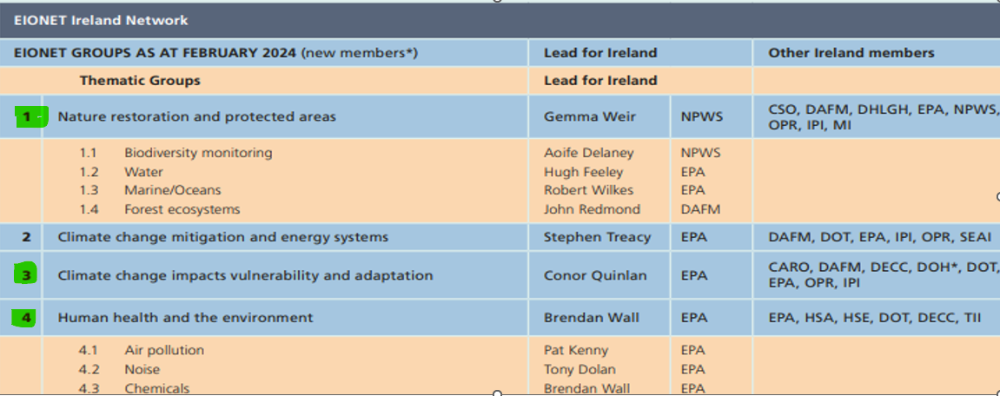 EIONET Ireland Network
EIONET GROUPS AS AT FEBRUARY 2024 (new members*) Lead for Ireland Other Ireland members
Thematic Groups Lead for Ireland
1 Nature restoration and protected areas Gemma Weir NPWS CSO, DAFM, DHLGH, EPA, NPWS,
OPR, IPI, MI
1.1 Biodiversity monitoring Aoife Delaney NPWS
1.2 Water Hugh Feeley EPA
1.3 Marine/Oceans Robert Wilkes EPA
1.4 Forest ecosystems John Redmond DAFM
2 Climate change mitigation and energy systems Stephen Treacy EPA DAFM, DOT, EPA, IPI, OPR, SEAI
3 Climate change impacts vulnerability and adaptation Conor Quinlan EPA CARO, DAFM, DECC, DOH*, DOT,
EPA, OPR, IPI
4 Human health and the environment Brendan Wall EPA EPA, HSA, HSE, DOT, DECC, TII
4.1 Air pollution Pat Kenny EPA
4.2 Noise Tony Dolan EPA
4.3 Chemicals Brendan Wall EPA